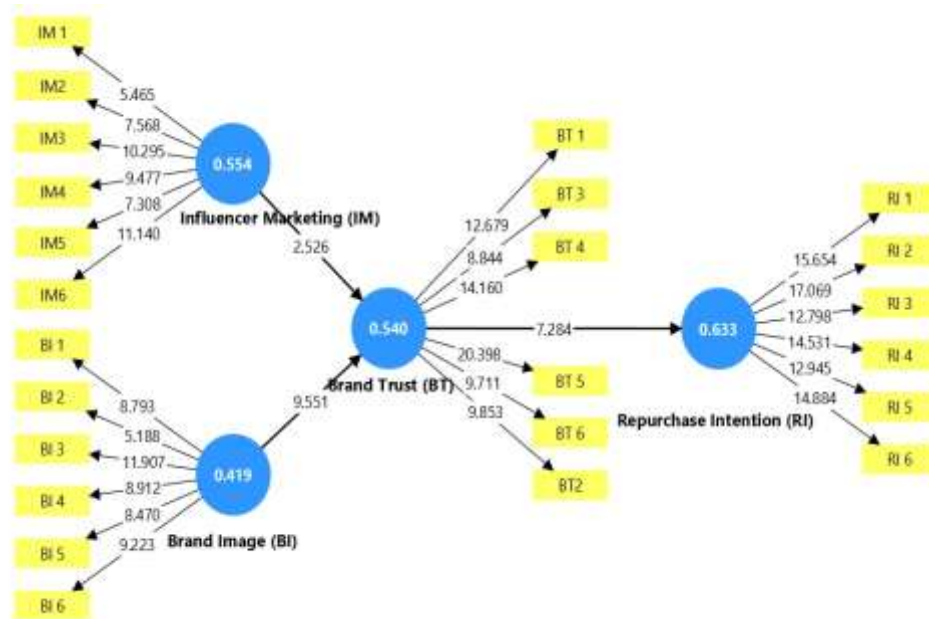 IM 1
5.465
IM2
7.568
IM3
10.295
IM4
9.477
IM5
7.308
IM6
11.140
0.554
Influencer Marketing (IM)
2.526
BI 1
8.793
BI 2
5.188
BI 3
11.907
BI 4
8.912
BI 5
8.470
BI 6
9.223
0.419
Brand Image (BI)
9.551
0.540
Brand Trust (BT)
BT 1
12.679
BT 3
8.844
BT 4
14.160
BT 5
20.398
BT 6
9.711
BT2
9.853
7.284
0.633
Repurchase Intention (RI)
RI 1
15.654
RI 2
17.069
RI 3
12.798
RI 4
14.531
RI 5
12.945
RI 6
14.884